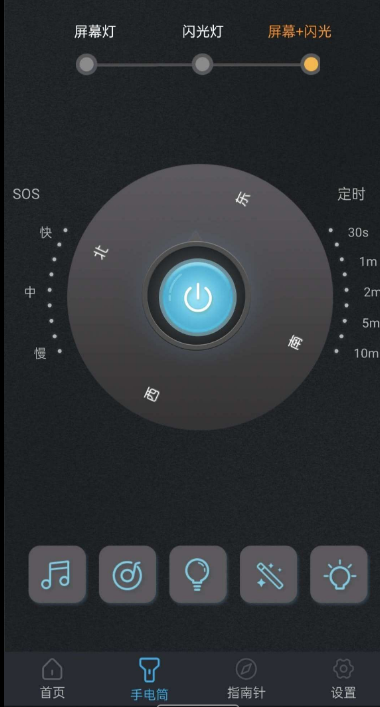 屏幕灯 闪光灯 屏幕+闪光
SOS 定时
快 30s
1m
中 2m
5m
慢 10m
东
北
南
西
首页 手电筒 指南针 设置